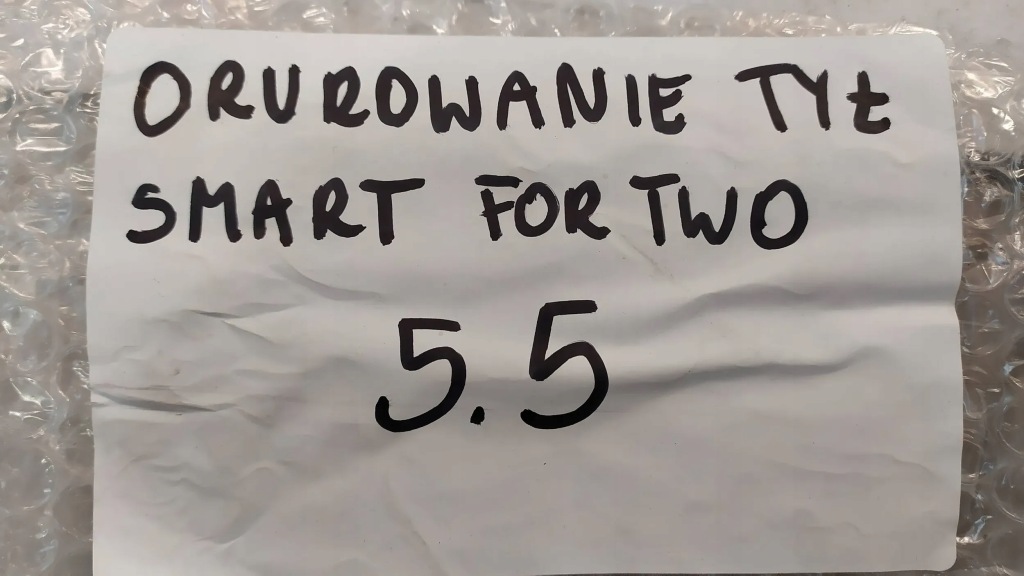 ORUROWANIE TYŁ
SMART FOR TWO
5.5